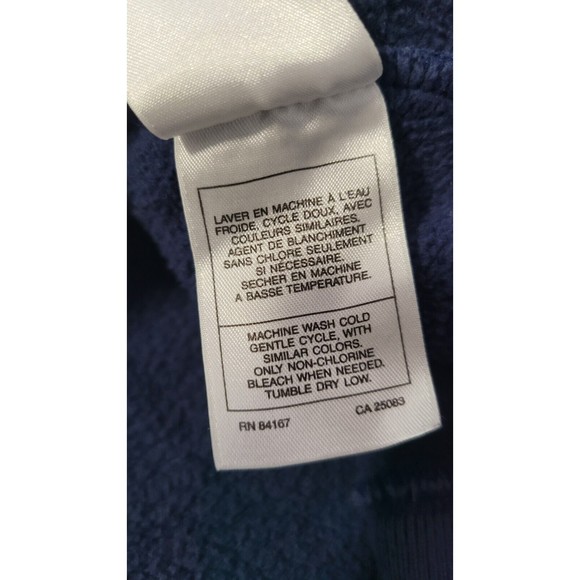 LAVER EN MACHINE À L'EAU
FROIDE, CYCLE DOUX, AVEC
COULEURS SIMILAIRES.
AGENT DE BLANCHIMENT
SANS CHLORE SEULEMENT
SI NÉCESSAIRE.
SECHER EN MACHINE
A BASSE TEMPERATURE.
MACHINE WASH COLD
GENTLE CYCLE, WITH
SIMILAR COLORS.
ONLY NON-CHLORINE
BLEACH WHEN NEEDED.
TUMBLE DRY LOW.
RN 84167 CA 25083